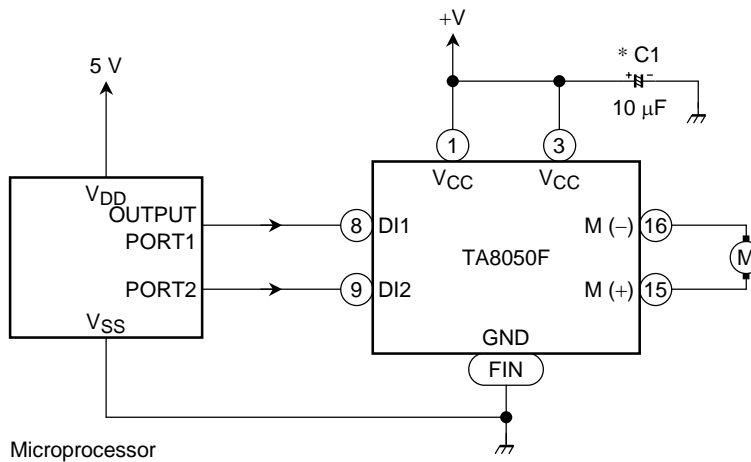 +V
* C1
5 V
+ −
10 μF
1
3
VDD
VCC
VCC
OUTPUT
PORT1
8
DI1
M (−)
16
TA8050F
M
PORT2
9
DI2
M (+)
15
VSS
GND
FIN
Microprocessor